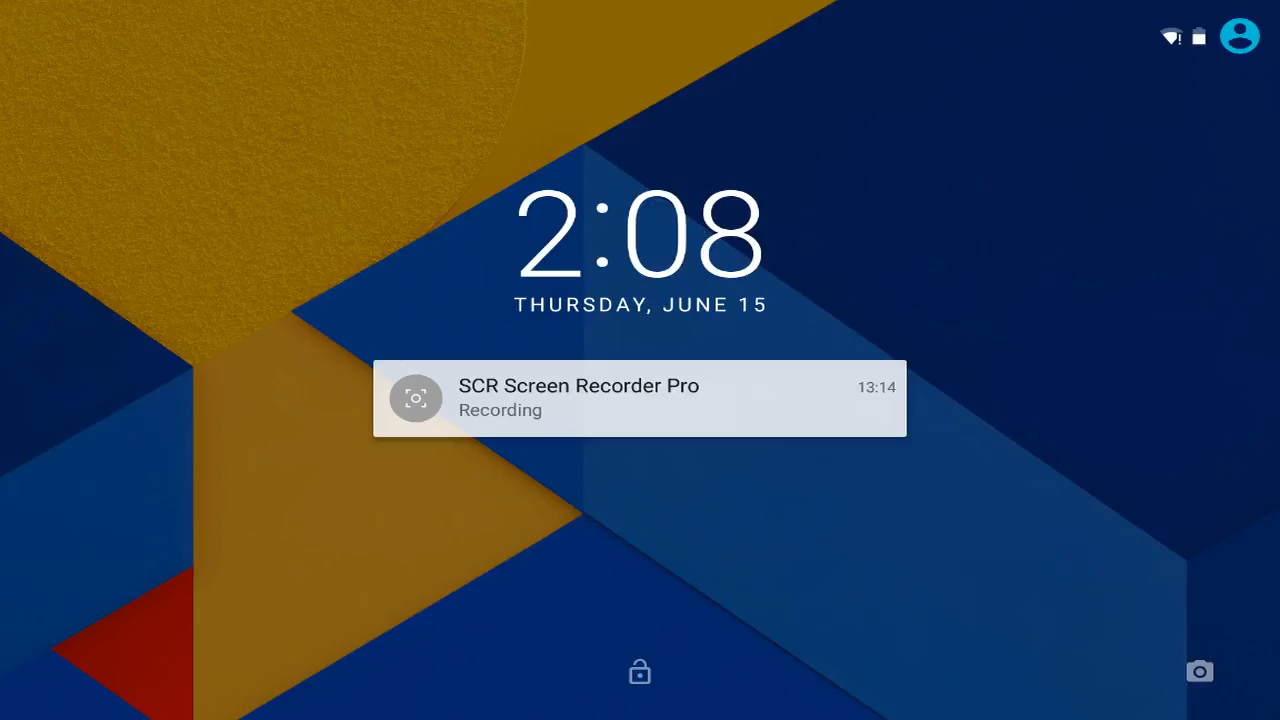 2:08
THURSDAY, JUNE 15
SCR Screen Recorder Pro
13:14
Recording